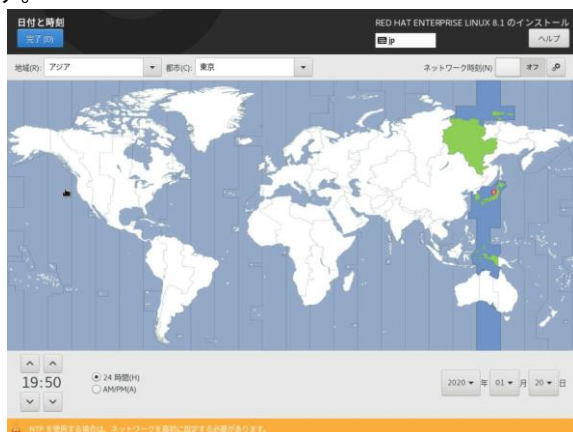 す。
日付と時刻
RED HAT ENTERPRISE LINUX 8.1 のインストール
完了(D)
jp
ヘルプ
地域(R): アジア 都市(C): 東京 ネットワーク時刻(N) オフ
19:50
24 時間(H)
AM/PM(A)
2020 年 01 月 20 日
NTP を使用する場合は、ネットワークを最初に設定する必要があります。